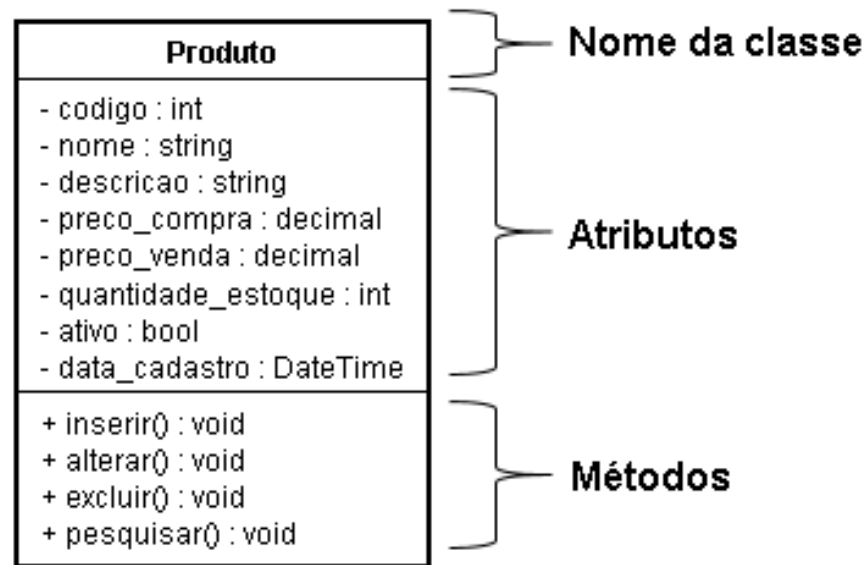 Produto
- codigo : int
- nome : string
- descricao : string
- preco_compra : decimal
- preco_venda : decimal
- quantidade_estoque : int
- ativo : bool
- data_cadastro : DateTime
+ inserir() : void
+ alterar() : void
+ excluir() : void
+ pesquisar() : void
Nome da classe
Atributos
Métodos